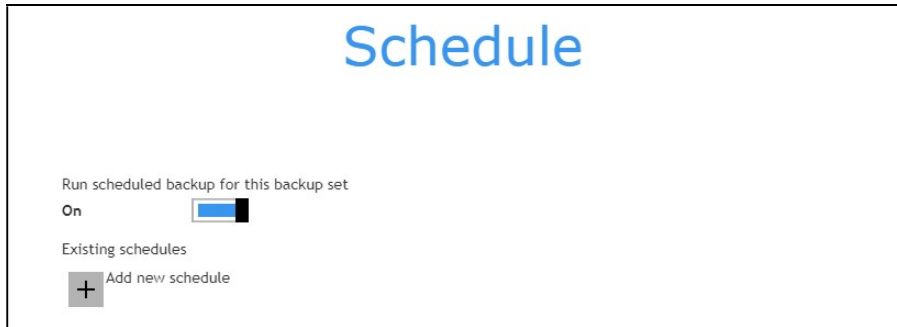 Schedule
Run scheduled backup for this backup set
On
Existing schedules
Add new schedule